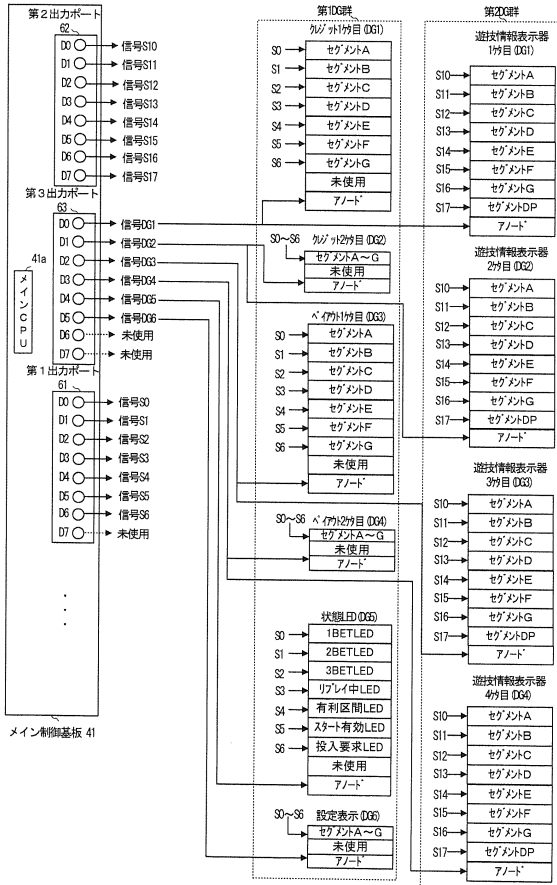 第2出力ポート
62
D0 信号S10
D1 信号S11
D2 信号S12
D3 信号S13
D4 信号S14
D5 信号S15
D6 信号S16
D7 信号S17
第3出力ポート
63
D0 信号DG1
D1 信号DG2
D2 信号DG3
D3 信号DG4
D4 信号DG5
D5 信号DG6
D6 未使用
D7 未使用
41a
メインCPU
第1出力ポート
61
D0 信号S0
D1 信号S1
D2 信号S2
D3 信号S3
D4 信号S4
D5 信号S5
D6 信号S6
D7 未使用
メイン制御基板 41
第1DG群
クレジット1ケタ目(DG1)
S0 セグメントA
S1 セグメントB
S2 セグメントC
S3 セグメントD
S4 セグメントE
S5 セグメントF
S6 セグメントG
未使用
アノード
クレジット2ケタ目(DG2)
S0～S6
セグメントA～G
未使用
アノード
ペイアウト1ケタ目(DG3)
S0 セグメントA
S1 セグメントB
S2 セグメントC
S3 セグメントD
S4 セグメントE
S5 セグメントF
S6 セグメントG
未使用
アノード
ペイアウト2ケタ目(DG4)
S0～S6
セグメントA～G
未使用
アノード
状態LED(DG5)
S0 1BETLED
S1 2BETLED
S2 3BETLED
S3 リプレイ中LED
S4 有利区間LED
S5 スタート有効LED
S6 投入要求LED
未使用
アノード
設定表示(DG6)
S0～S6
セグメントA～G
未使用
アノード
第2DG群
遊技情報表示器
1ケタ目(DG1)
S10 セグメントA
S11 セグメントB
S12 セグメントC
S13 セグメントD
S14 セグメントE
S15 セグメントF
S16 セグメントG
S17 セグメントDP
アノード
遊技情報表示器
2ケタ目(DG2)
S10 セグメントA
S11 セグメントB
S12 セグメントC
S13 セグメントD
S14 セグメントE
S15 セグメントF
S16 セグメントG
S17 セグメントDP
アノード
遊技情報表示器
3ケタ目(DG3)
S10 セグメントA
S11 セグメントB
S12 セグメントC
S13 セグメントD
S14 セグメントE
S15 セグメントF
S16 セグメントG
S17 セグメントDP
アノード
遊技情報表示器
4ケタ目(DG4)
S10 セグメントA
S11 セグメントB
S12 セグメントC
S13 セグメントD
S14 セグメントE
S15 セグメントF
S16 セグメントG
S17 セグメントDP
アノード